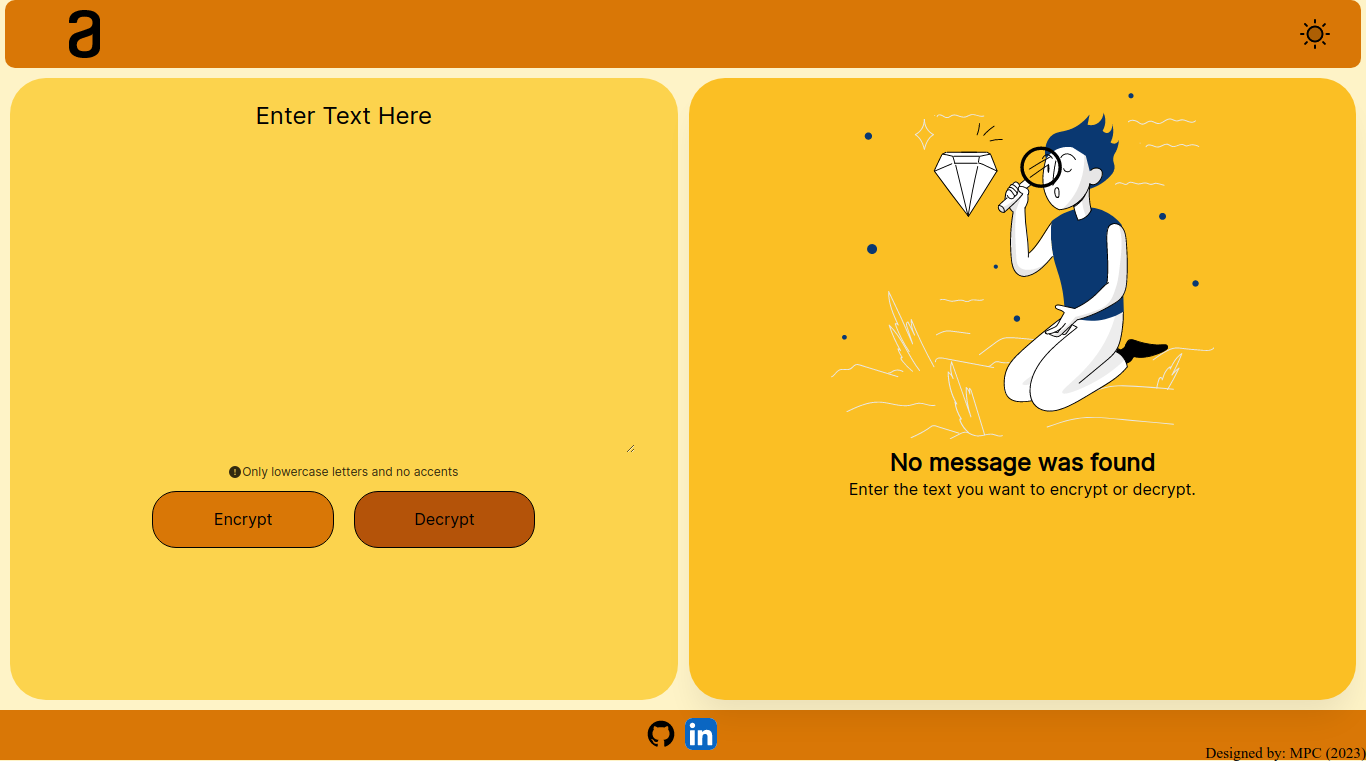 a
Enter Text Here
Only lowercase letters and no accents
Encrypt
Decrypt
No message was found
Enter the text you want to encrypt or decrypt.
in
Designed by: MPC (2023)